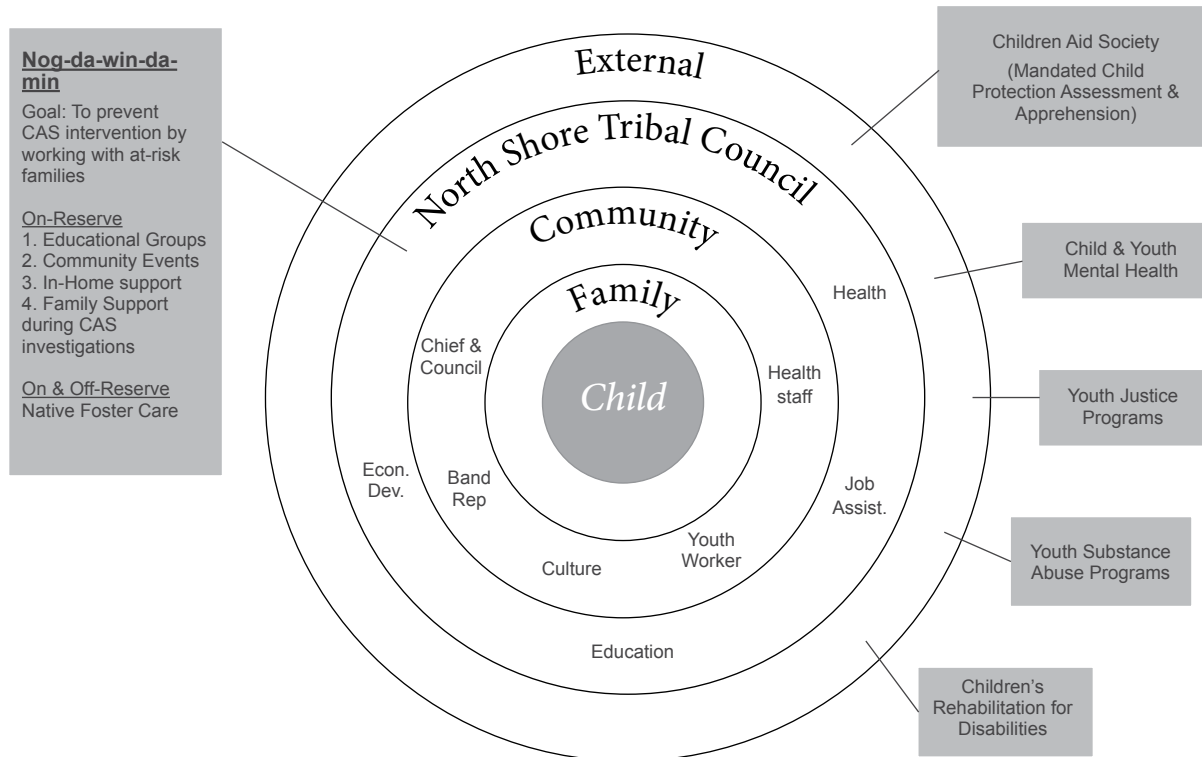 Nog-da-win-da-
min
Goal: To prevent
CAS intervention by
working with at-risk
families
On-Reserve
1. Educational Groups
2. Community Events
3. In-Home support
4. Family Support
during CAS
investigations
On & Off-Reserve
Native Foster Care
External
North Shore Tribal Council
Community
Family
Child
Chief &
Council
Health
staff
Band
Rep
Youth
Worker
Culture
Health
Econ.
Dev.
Job
Assist.
Education
Children Aid Society
(Mandated Child
Protection Assessment &
Apprehension)
Child & Youth
Mental Health
Youth Justice
Programs
Youth Substance
Abuse Programs
Children's
Rehabilitation for
Disabilities